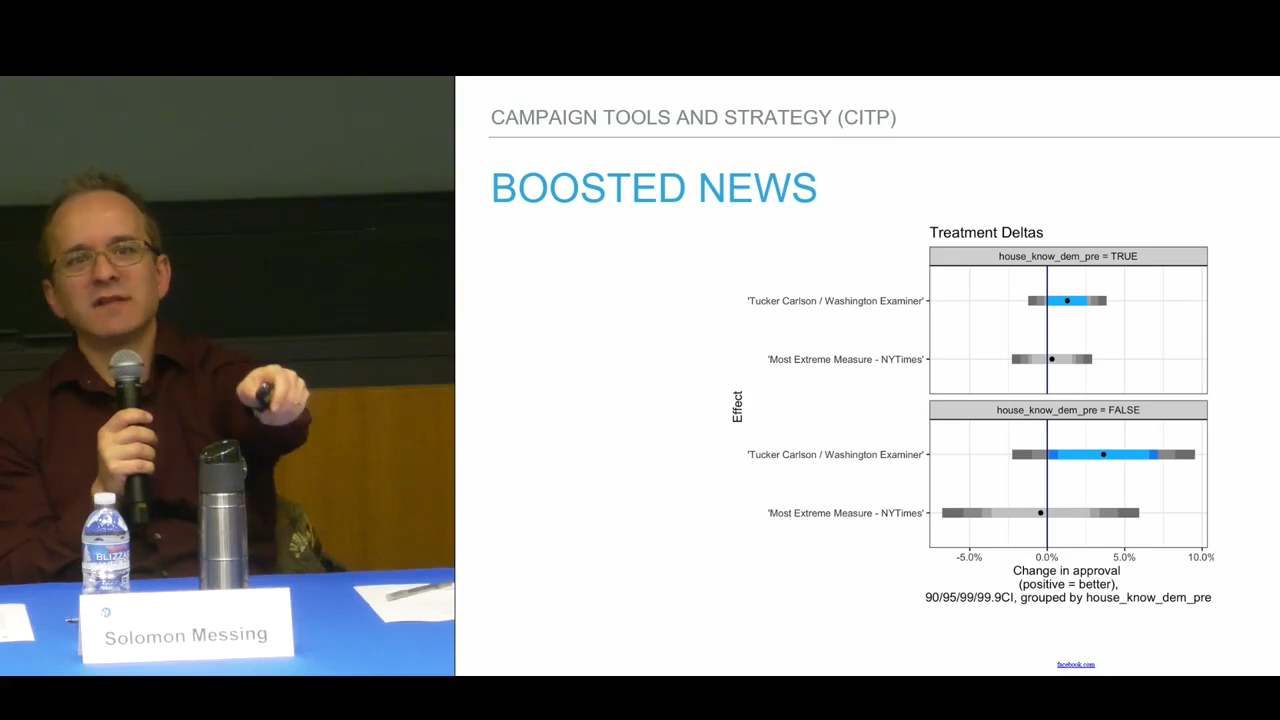 CAMPAIGN TOOLS AND STRATEGY (CITP)
BOOSTED NEWS
Treatment Deltas
house_know_dem_pre = TRUE
'Tucker Carlson / Washington Examiner'
'Most Extreme Measure - NYTimes'
Effect
house_know_dem_pre = FALSE
'Tucker Carlson / Washington Examiner'
'Most Extreme Measure - NYTimes'
-5.0% 0.0% 5.0% 10.0%
Change in approval
(positive = better),
90/95/99/99.9CI, grouped by house_know_dem_pre
facebook.com
Solomon Messing